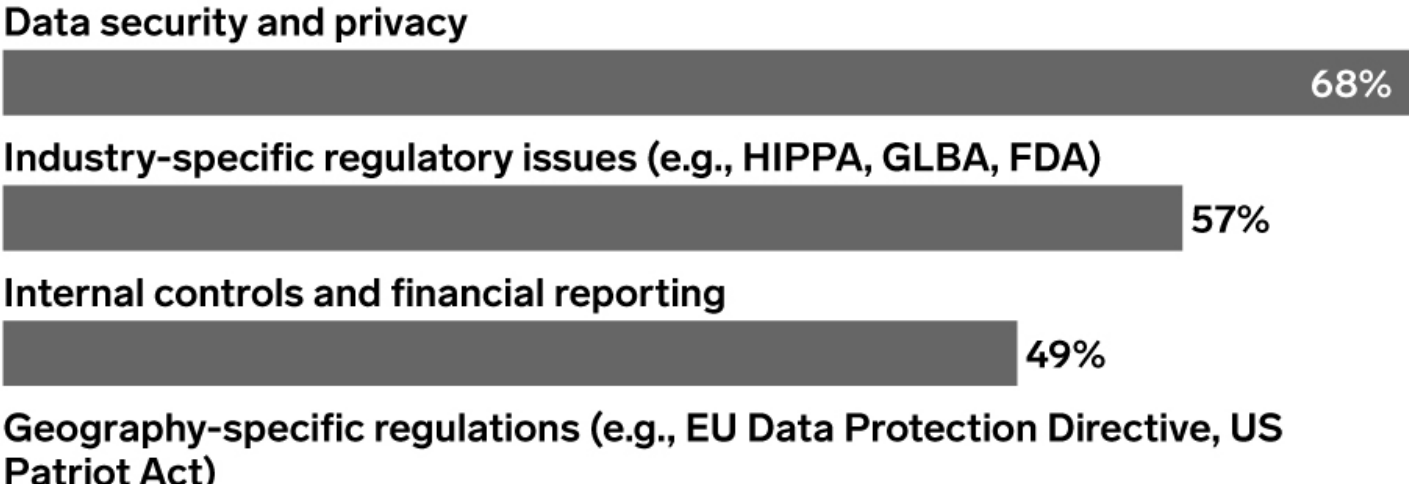 Data security and privacy
68%
Industry-specific regulatory issues (e.g., HIPPA, GLBA, FDA)
57%
Internal controls and financial reporting
49%
Geography-specific regulations (e.g., EU Data Protection Directive, US
Patriot Act)